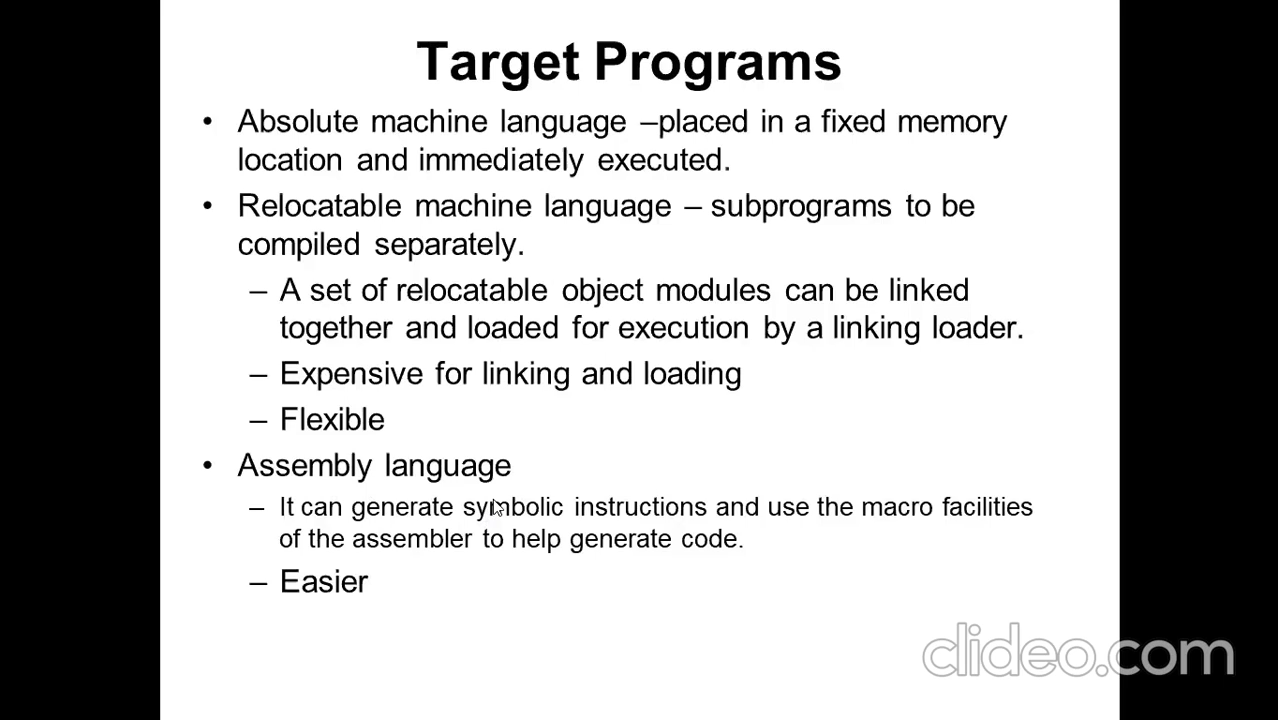 Target Programs
• Absolute machine language –placed in a fixed memory
location and immediately executed.
• Relocatable machine language – subprograms to be
compiled separately.
– A set of relocatable object modules can be linked
together and loaded for execution by a linking loader.
– Expensive for linking and loading
– Flexible
• Assembly language
– It can generate symbolic instructions and use the macro facilities
of the assembler to help generate code.
– Easier
clideo.com